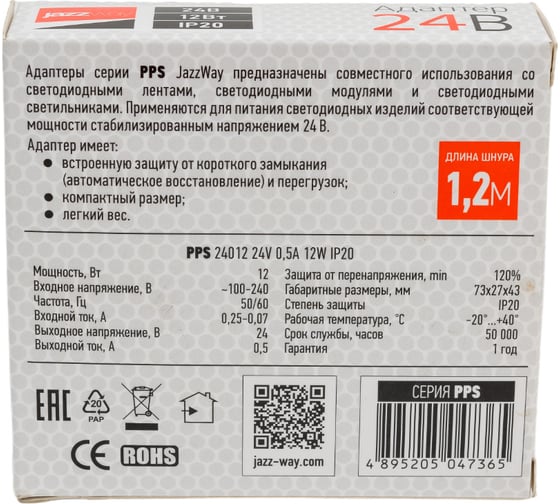 jazzway
24В
12Вт
IP20
Адаптер
24В
Адаптеры серии PPS JazzWay предназначены совместного использования со
светодиодными лентами, светодиодными модулями и светодиодными
светильниками. Применяются для питания светодиодных изделий соответствующей
мощности стабилизированным напряжением 24 В.
Адаптер имеет:
● встроенную защиту от короткого замыкания
(автоматическое восстановление) и перегрузок;
● компактный размер;
● легкий вес.
ДЛИНА ШНУРА
1,2М
PPS 24012 24V 0,5A 12W IP20
Мощность, Вт 12
Входное напряжение, В ~100-240
Частота, Гц 50/60
Входной ток, А 0,25-0,07
Выходное напряжение, В 24
Выходной ток, А 0,5
Защита от перенапряжения, min 120%
Габаритные размеры, мм 73x27x43
Степень защиты IP20
Рабочая температура, °С -20°...+40°
Срок службы, часов 50 000
Гарантия 1 год
EAC
20
PAP
CE
ROHS
jazz-way.com
СЕРИЯ PPS
4 895205 047365